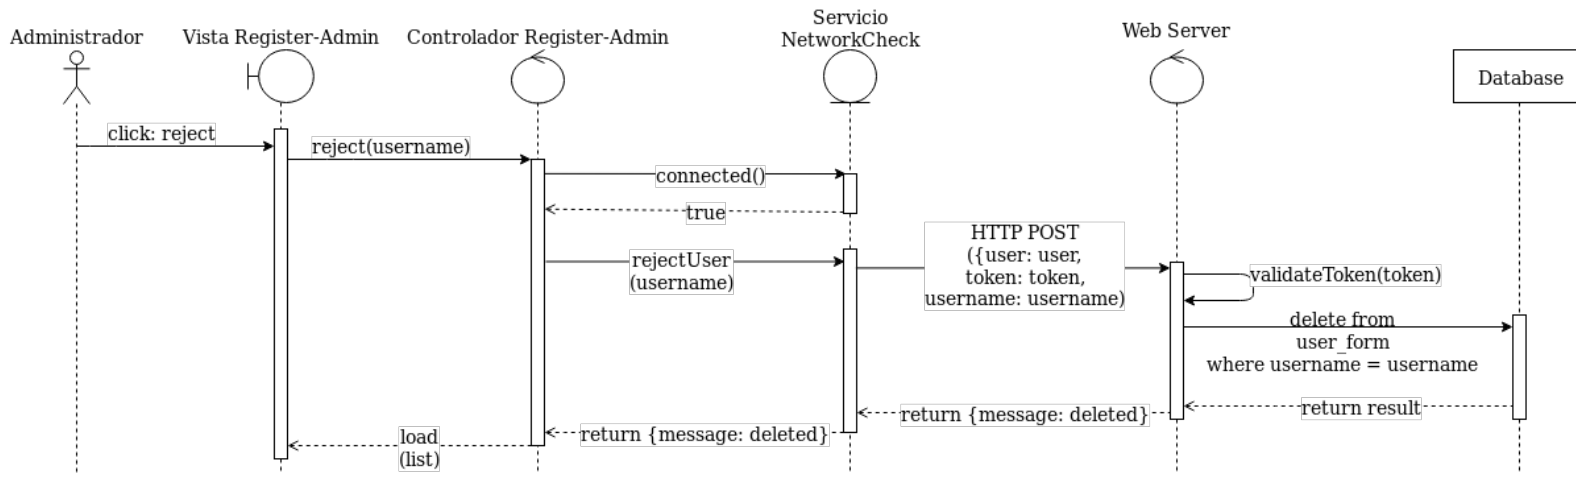 Administrador
Vista Register-Admin
Controlador Register-Admin
Servicio
NetworkCheck
Web Server
Database
click: reject
reject(username)
connected()
true
rejectUser
(username)
HTTP POST
({user: user,
token: token,
username: username)
validateToken(token)
delete from
user_form
where username = username
return result
return {message: deleted}
return {message: deleted}
load
(list)